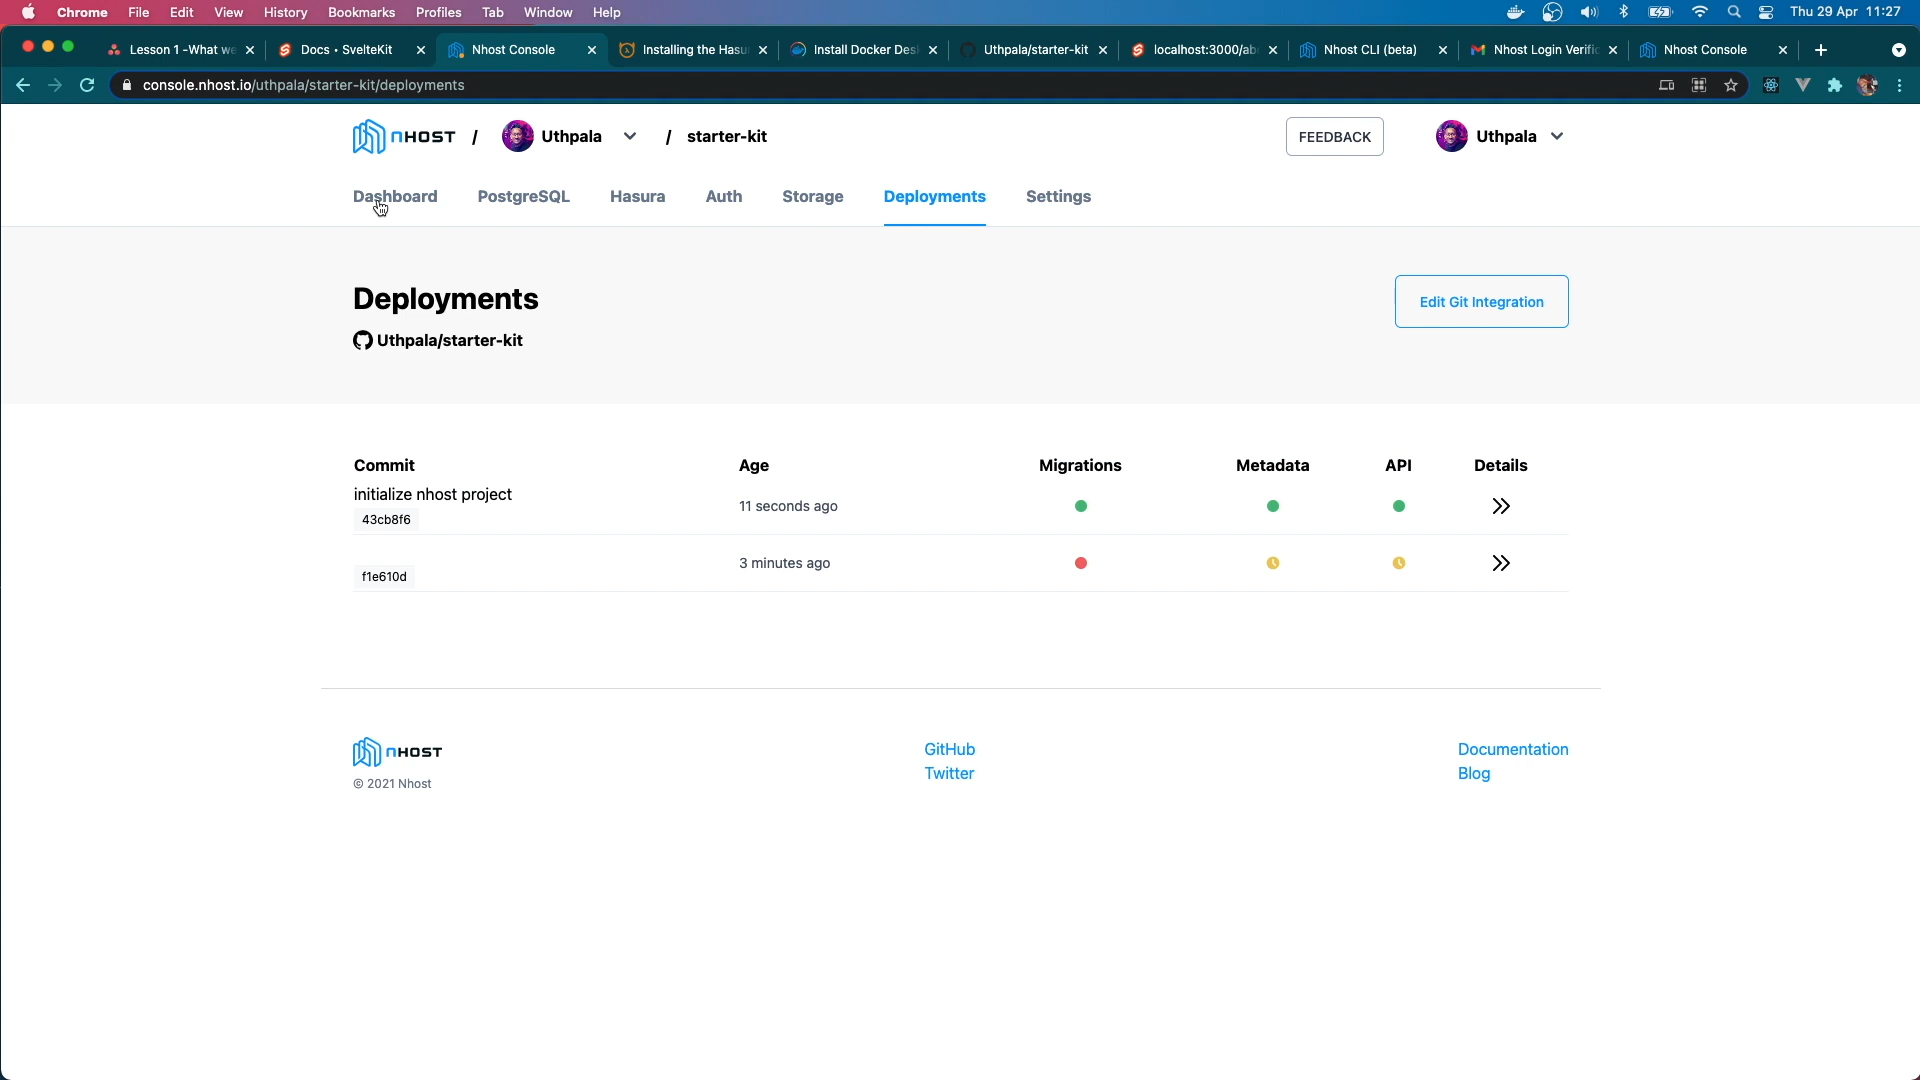 Chrome File Edit View History Bookmarks Profiles Tab Window Help Thu 29 Apr 11:27
Lesson 1 -What we Docs • SvelteKit Nhost Console Installing the Hasu Install Docker Des Uthpala/starter-kit localhost:3000/ab Nhost CLI (beta) Nhost Login Verific Nhost Console
console.nhost.io/uthpala/starter-kit/deployments
nHOST / Uthpala / starter-kit FEEDBACK Uthpala
Dashboard PostgreSQL Hasura Auth Storage Deployments Settings
Deployments
Edit Git Integration
Uthpala/starter-kit
Commit Age Migrations Metadata API Details
initialize nhost project
11 seconds ago
43cb8f6
3 minutes ago
f1e610d
nHOST
GitHub
Documentation
Twitter
Blog
© 2021 Nhost